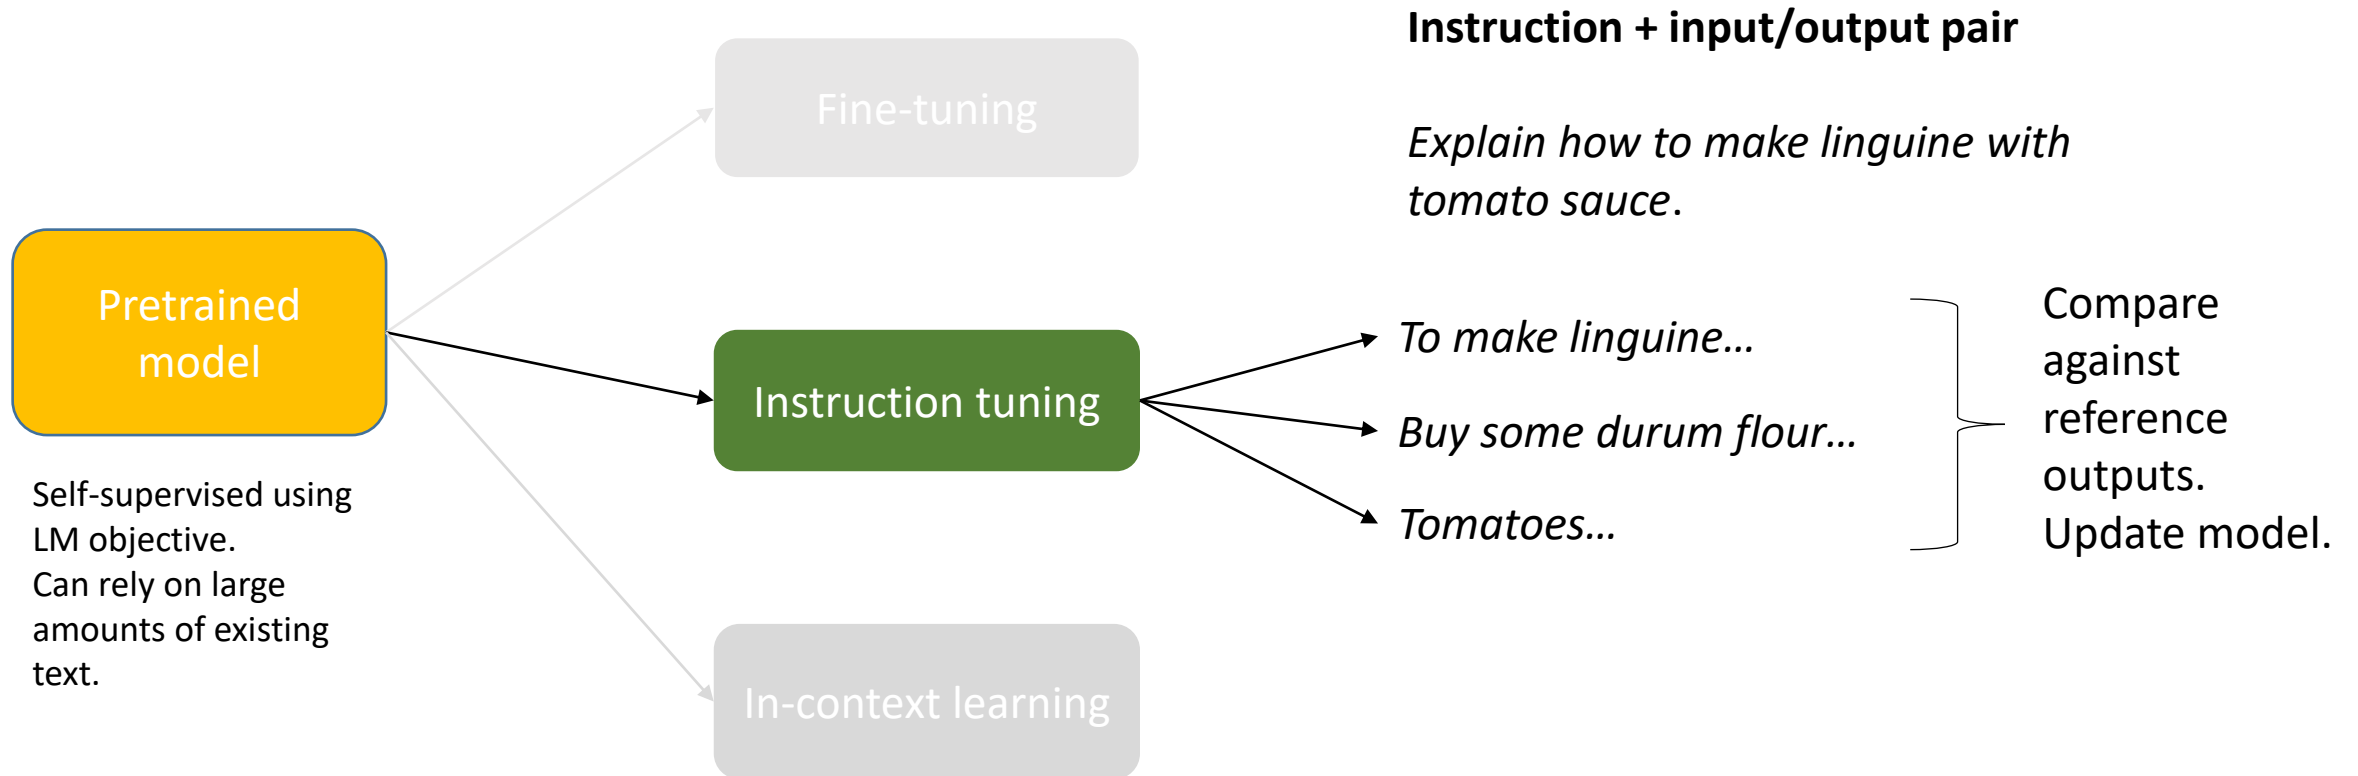 Instruction + input/output pair
Fine-tuning
Explain how to make linguine with
tomato sauce.
Pretrained
model
Instruction tuning
To make linguine...
Buy some durum flour...
Tomatoes...
Compare
against
reference
outputs.
Update model.
Self-supervised using
LM objective.
Can rely on large
amounts of existing
text.
In-context learning